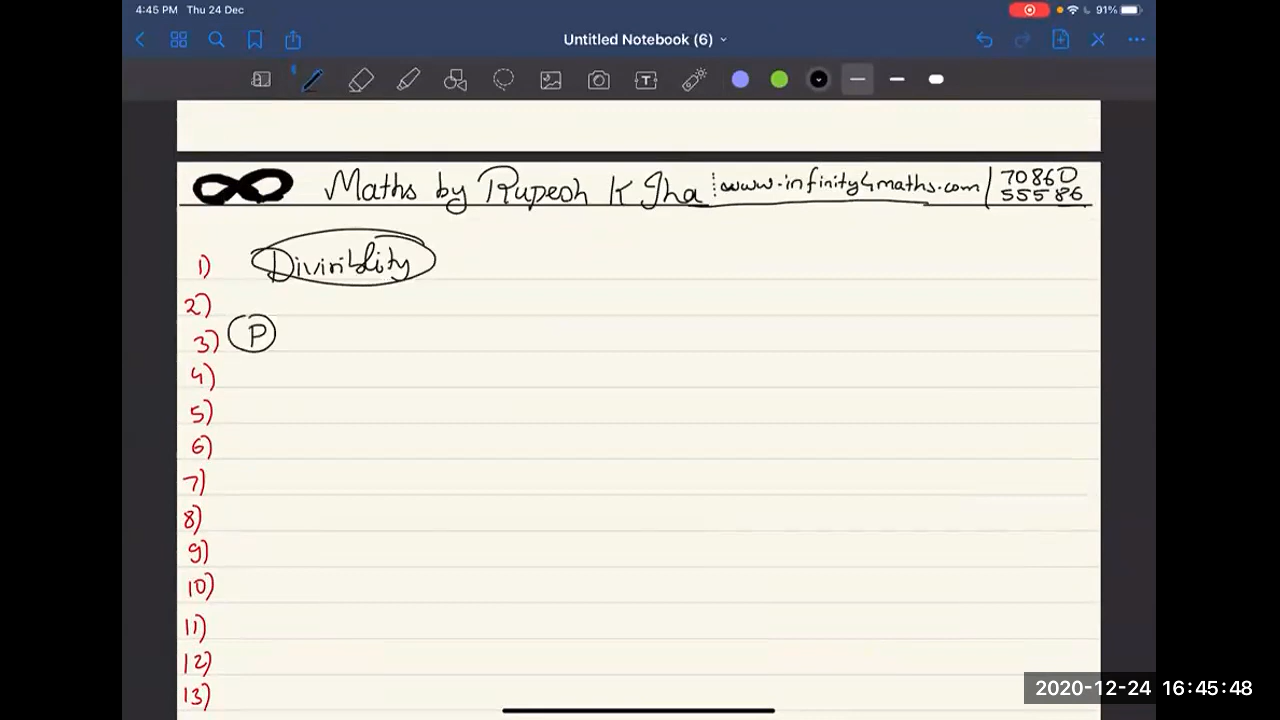 4:45 PM Thu 24 Dec 91%
Untitled Notebook (6)
T
Maths by Rupesh K Jha www.infinity4maths.com 70860
55586
1) Divisiblity
2)
3) P
4)
5)
6)
7)
8)
9)
10)
11)
12)
13)
2020-12-24 16:45:48